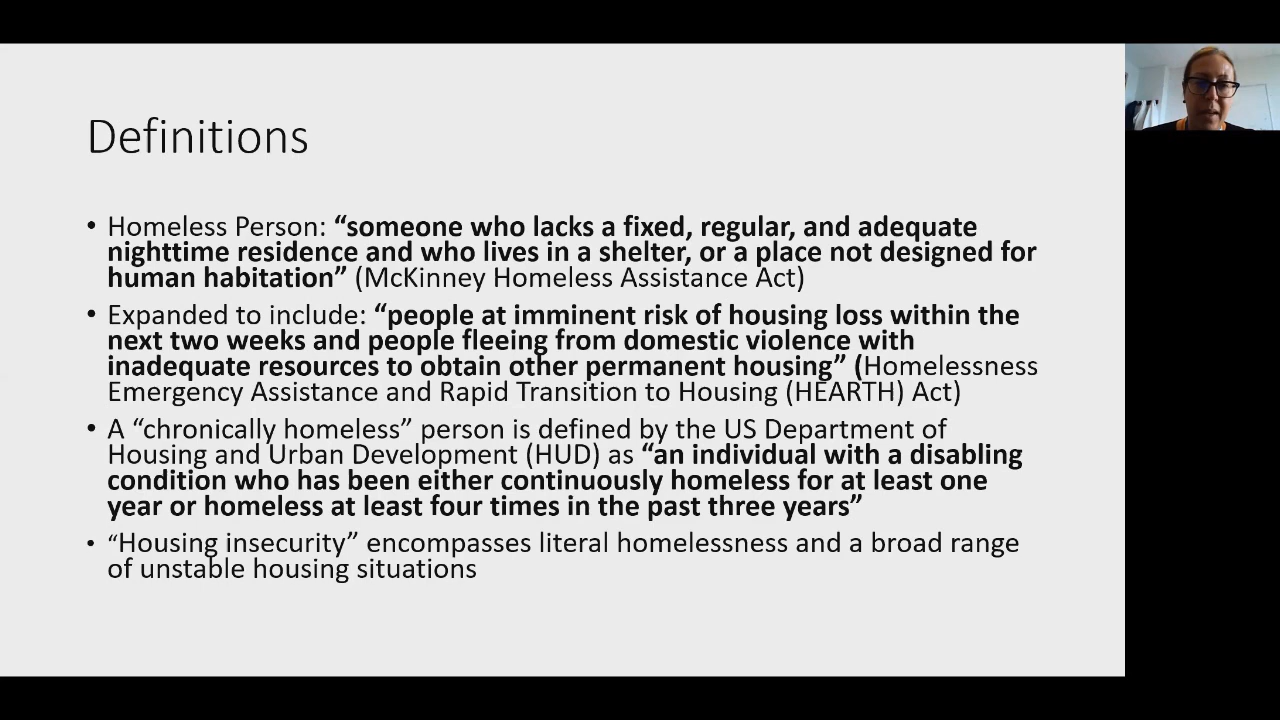 Definitions
• Homeless Person: “someone who lacks a fixed, regular, and adequate
nighttime residence and who lives in a shelter, or a place not designed for
human habitation” (McKinney Homeless Assistance Act)
• Expanded to include: “people at imminent risk of housing loss within the
next two weeks and people fleeing from domestic violence with
inadequate resources to obtain other permanent housing” (Homelessness
Emergency Assistance and Rapid Transition to Housing (HEARTH) Act)
• A “chronically homeless” person is defined by the US Department of
Housing and Urban Development (HUD) as “an individual with a disabling
condition who has been either continuously homeless for at least one
year or homeless at least four times in the past three years”
• “Housing insecurity” encompasses literal homelessness and a broad range
of unstable housing situations